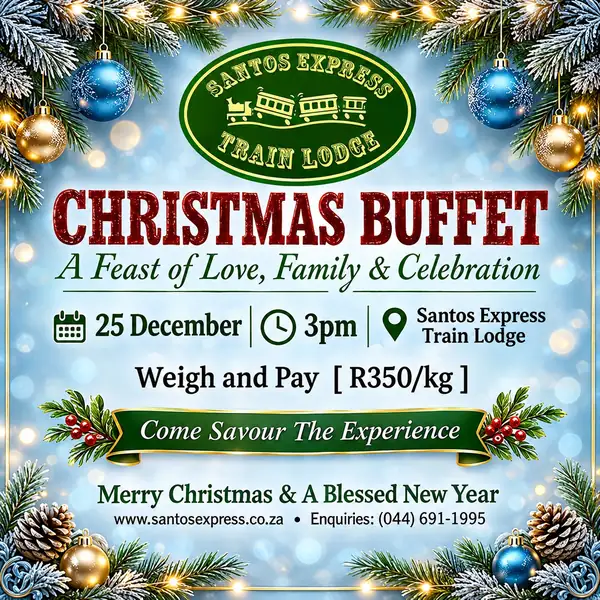 SANTOS EXPRESS
TRAIN LODGE
CHRISTMAS BUFFET
A Feast of Love, Family & Celebration
25 December | 3pm | Santos Express
Train Lodge
Weigh and Pay [ R350/kg ]
Come Savour The Experience
Merry Christmas & A Blessed New Year
www.santosexpress.co.za • Enquiries: (044) 691-1995